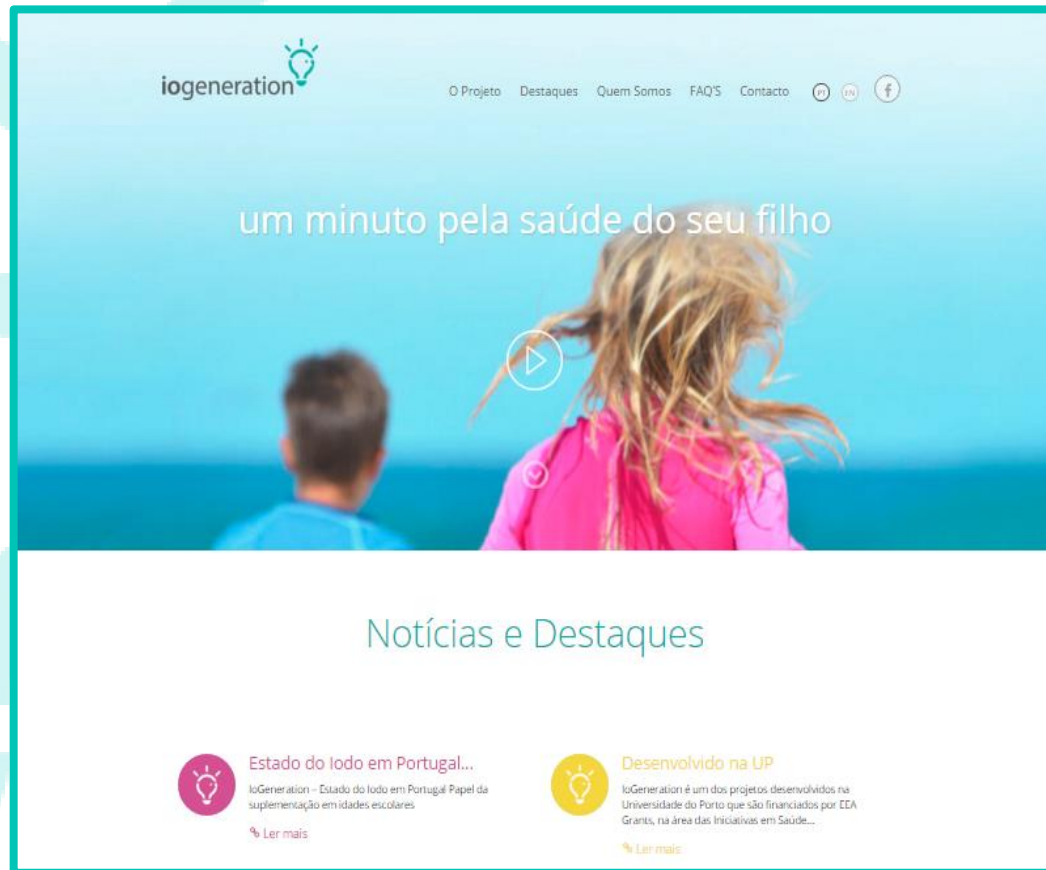 iogeneration
O Projeto Destaques Quem Somos FAQ'S Contacto PT EN f
um minuto pela saúde do seu filho
Notícias e Destaques
Estado do Iodo em Portugal...
IoGeneration – Estado do Iodo em Portugal Papel da
suplementação em idades escolares
Ler mais
Desenvolvido na UP
IoGeneration é um dos projetos desenvolvidos na
Universidade do Porto que são financiados por EEA
Grants, na área das Iniciativas em Saúde...
Ler mais